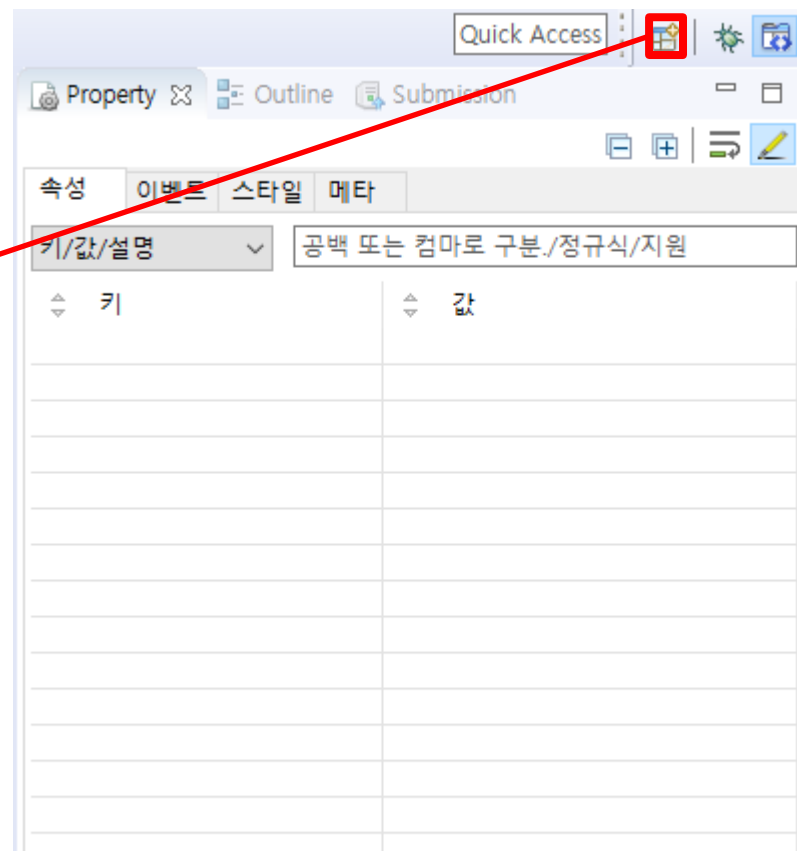 Quick Access
Property Outline Submission
속성 이벤트 스타일 메타
키/값/설명 공백 또는 컴마로 구분./정규식/지원
키 값